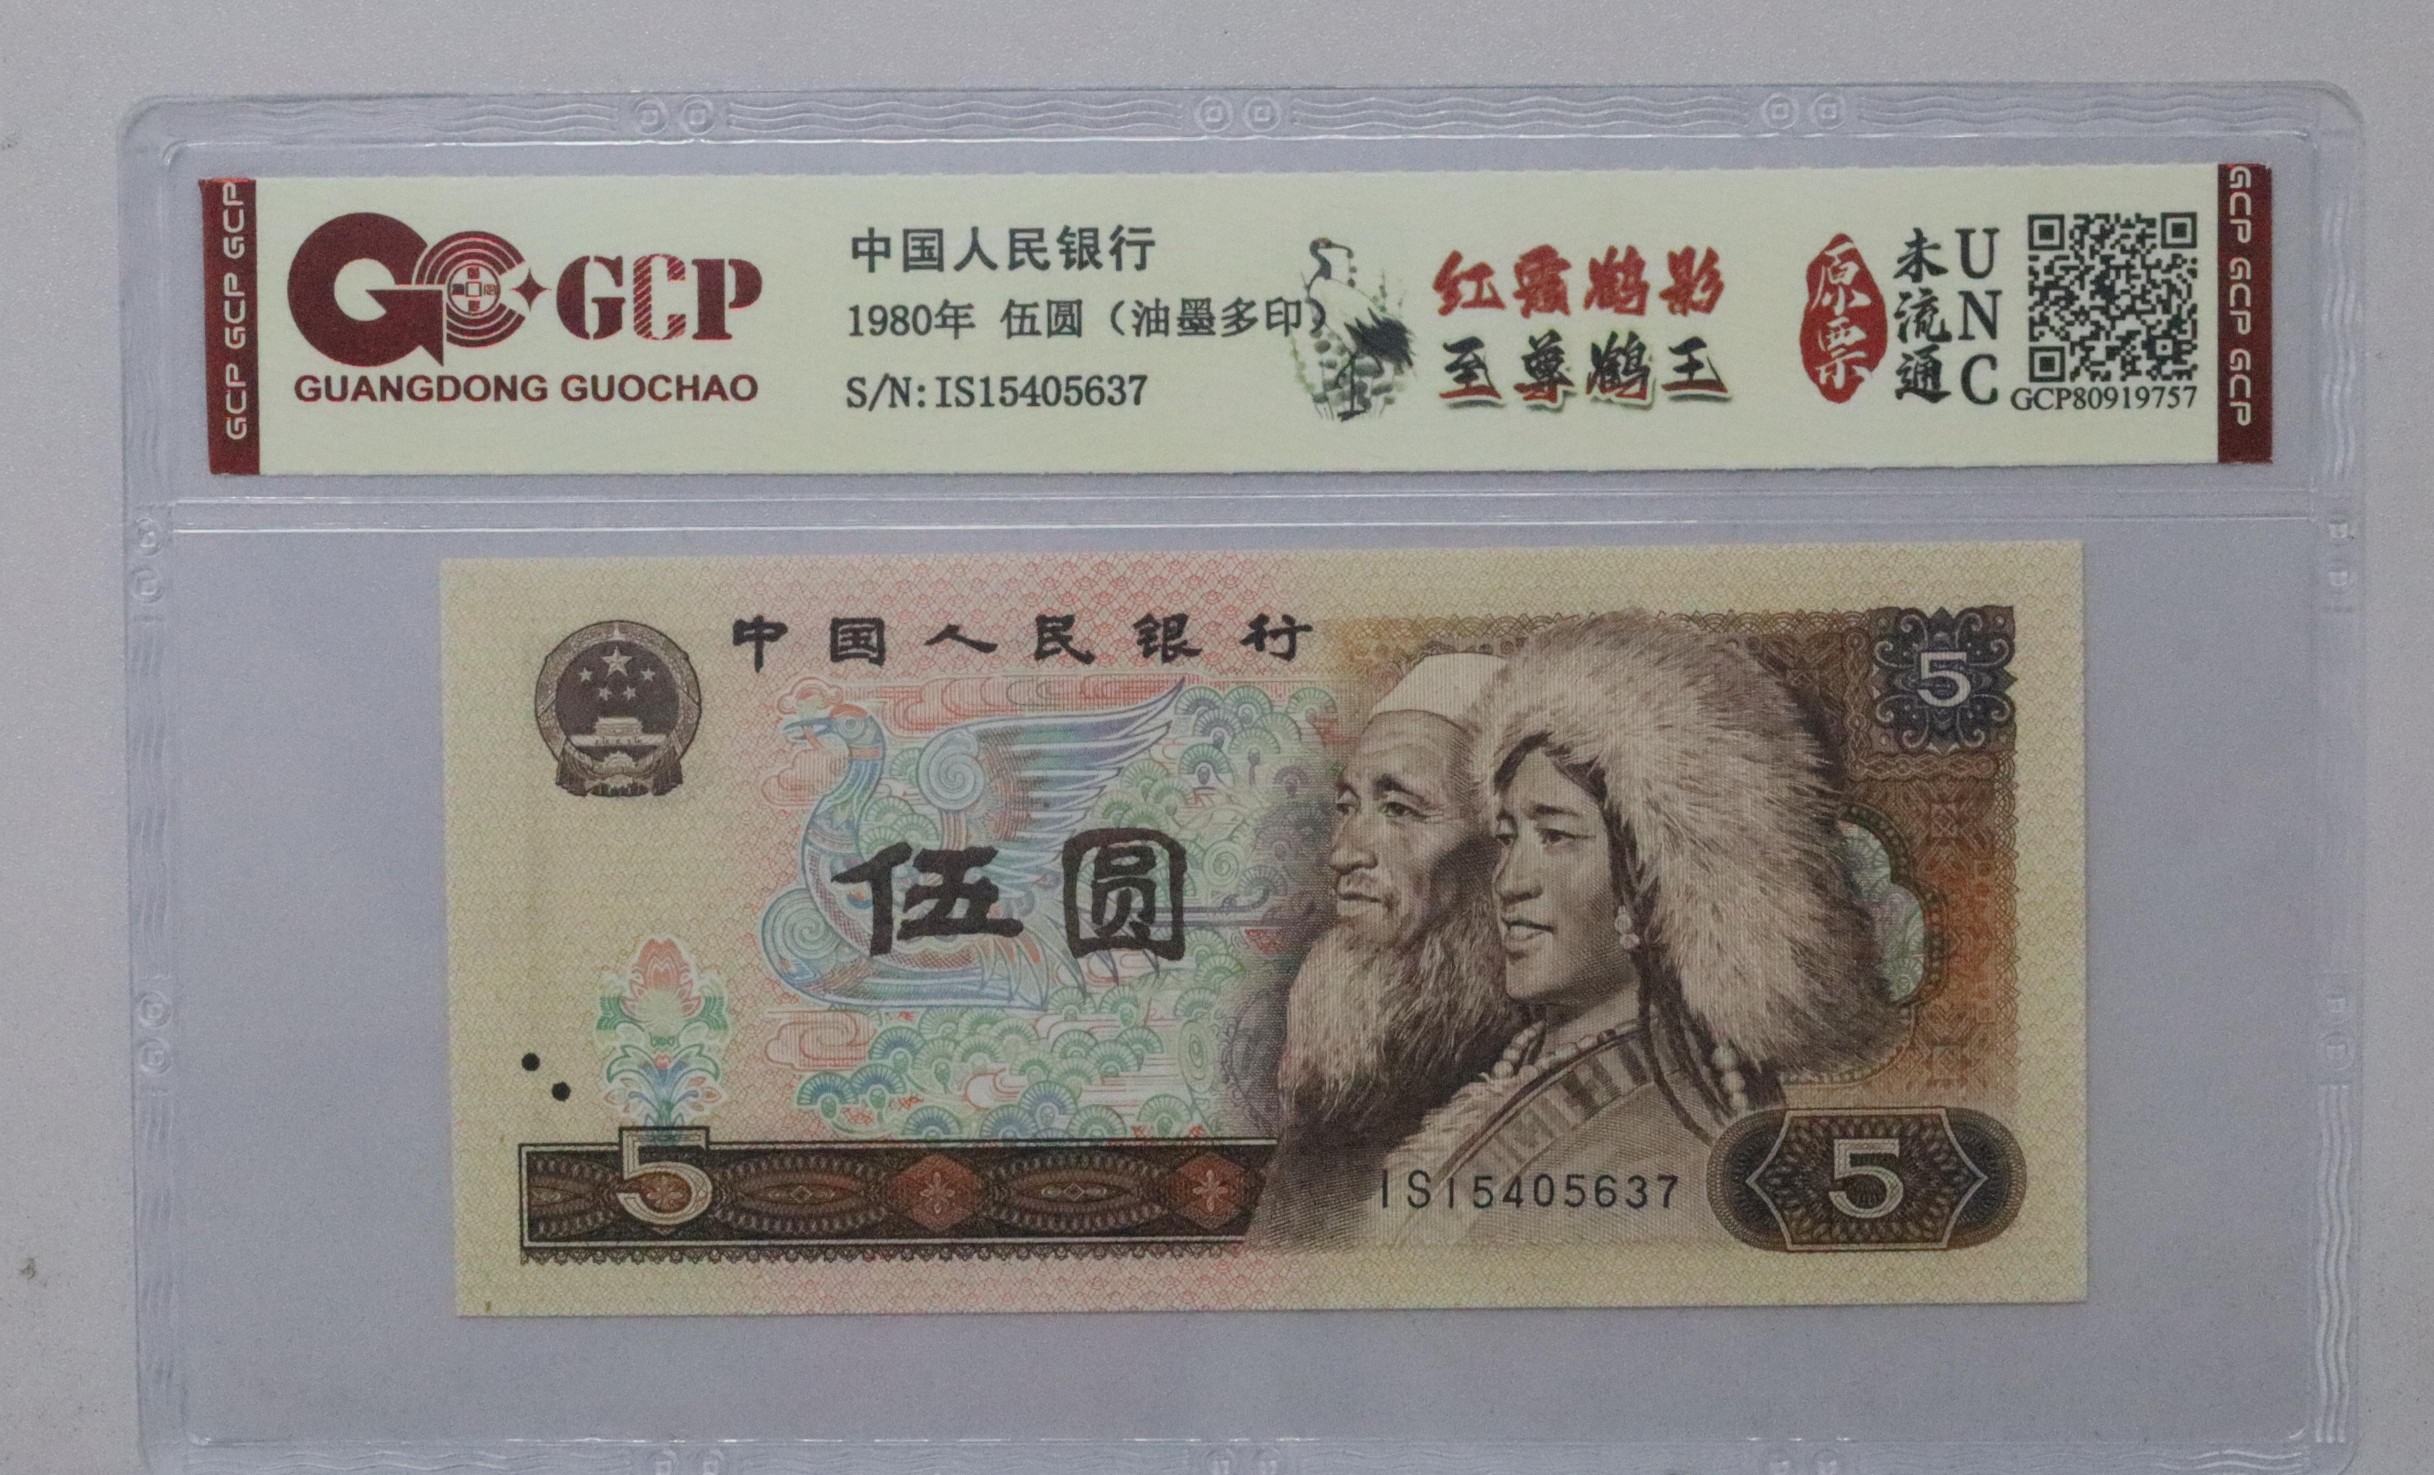 GCP GCP GCP
GCP
GUANGDONG GUOCHAO
中国人民银行
1980年 伍圆（油墨多印）
S/N:IS15405637
红霞鹤影
至尊鹤王
原票
未流通
UNC
GCP80919757
GCP GCP GCP
中国人民银行
5
伍圆
5
IS15405637
5